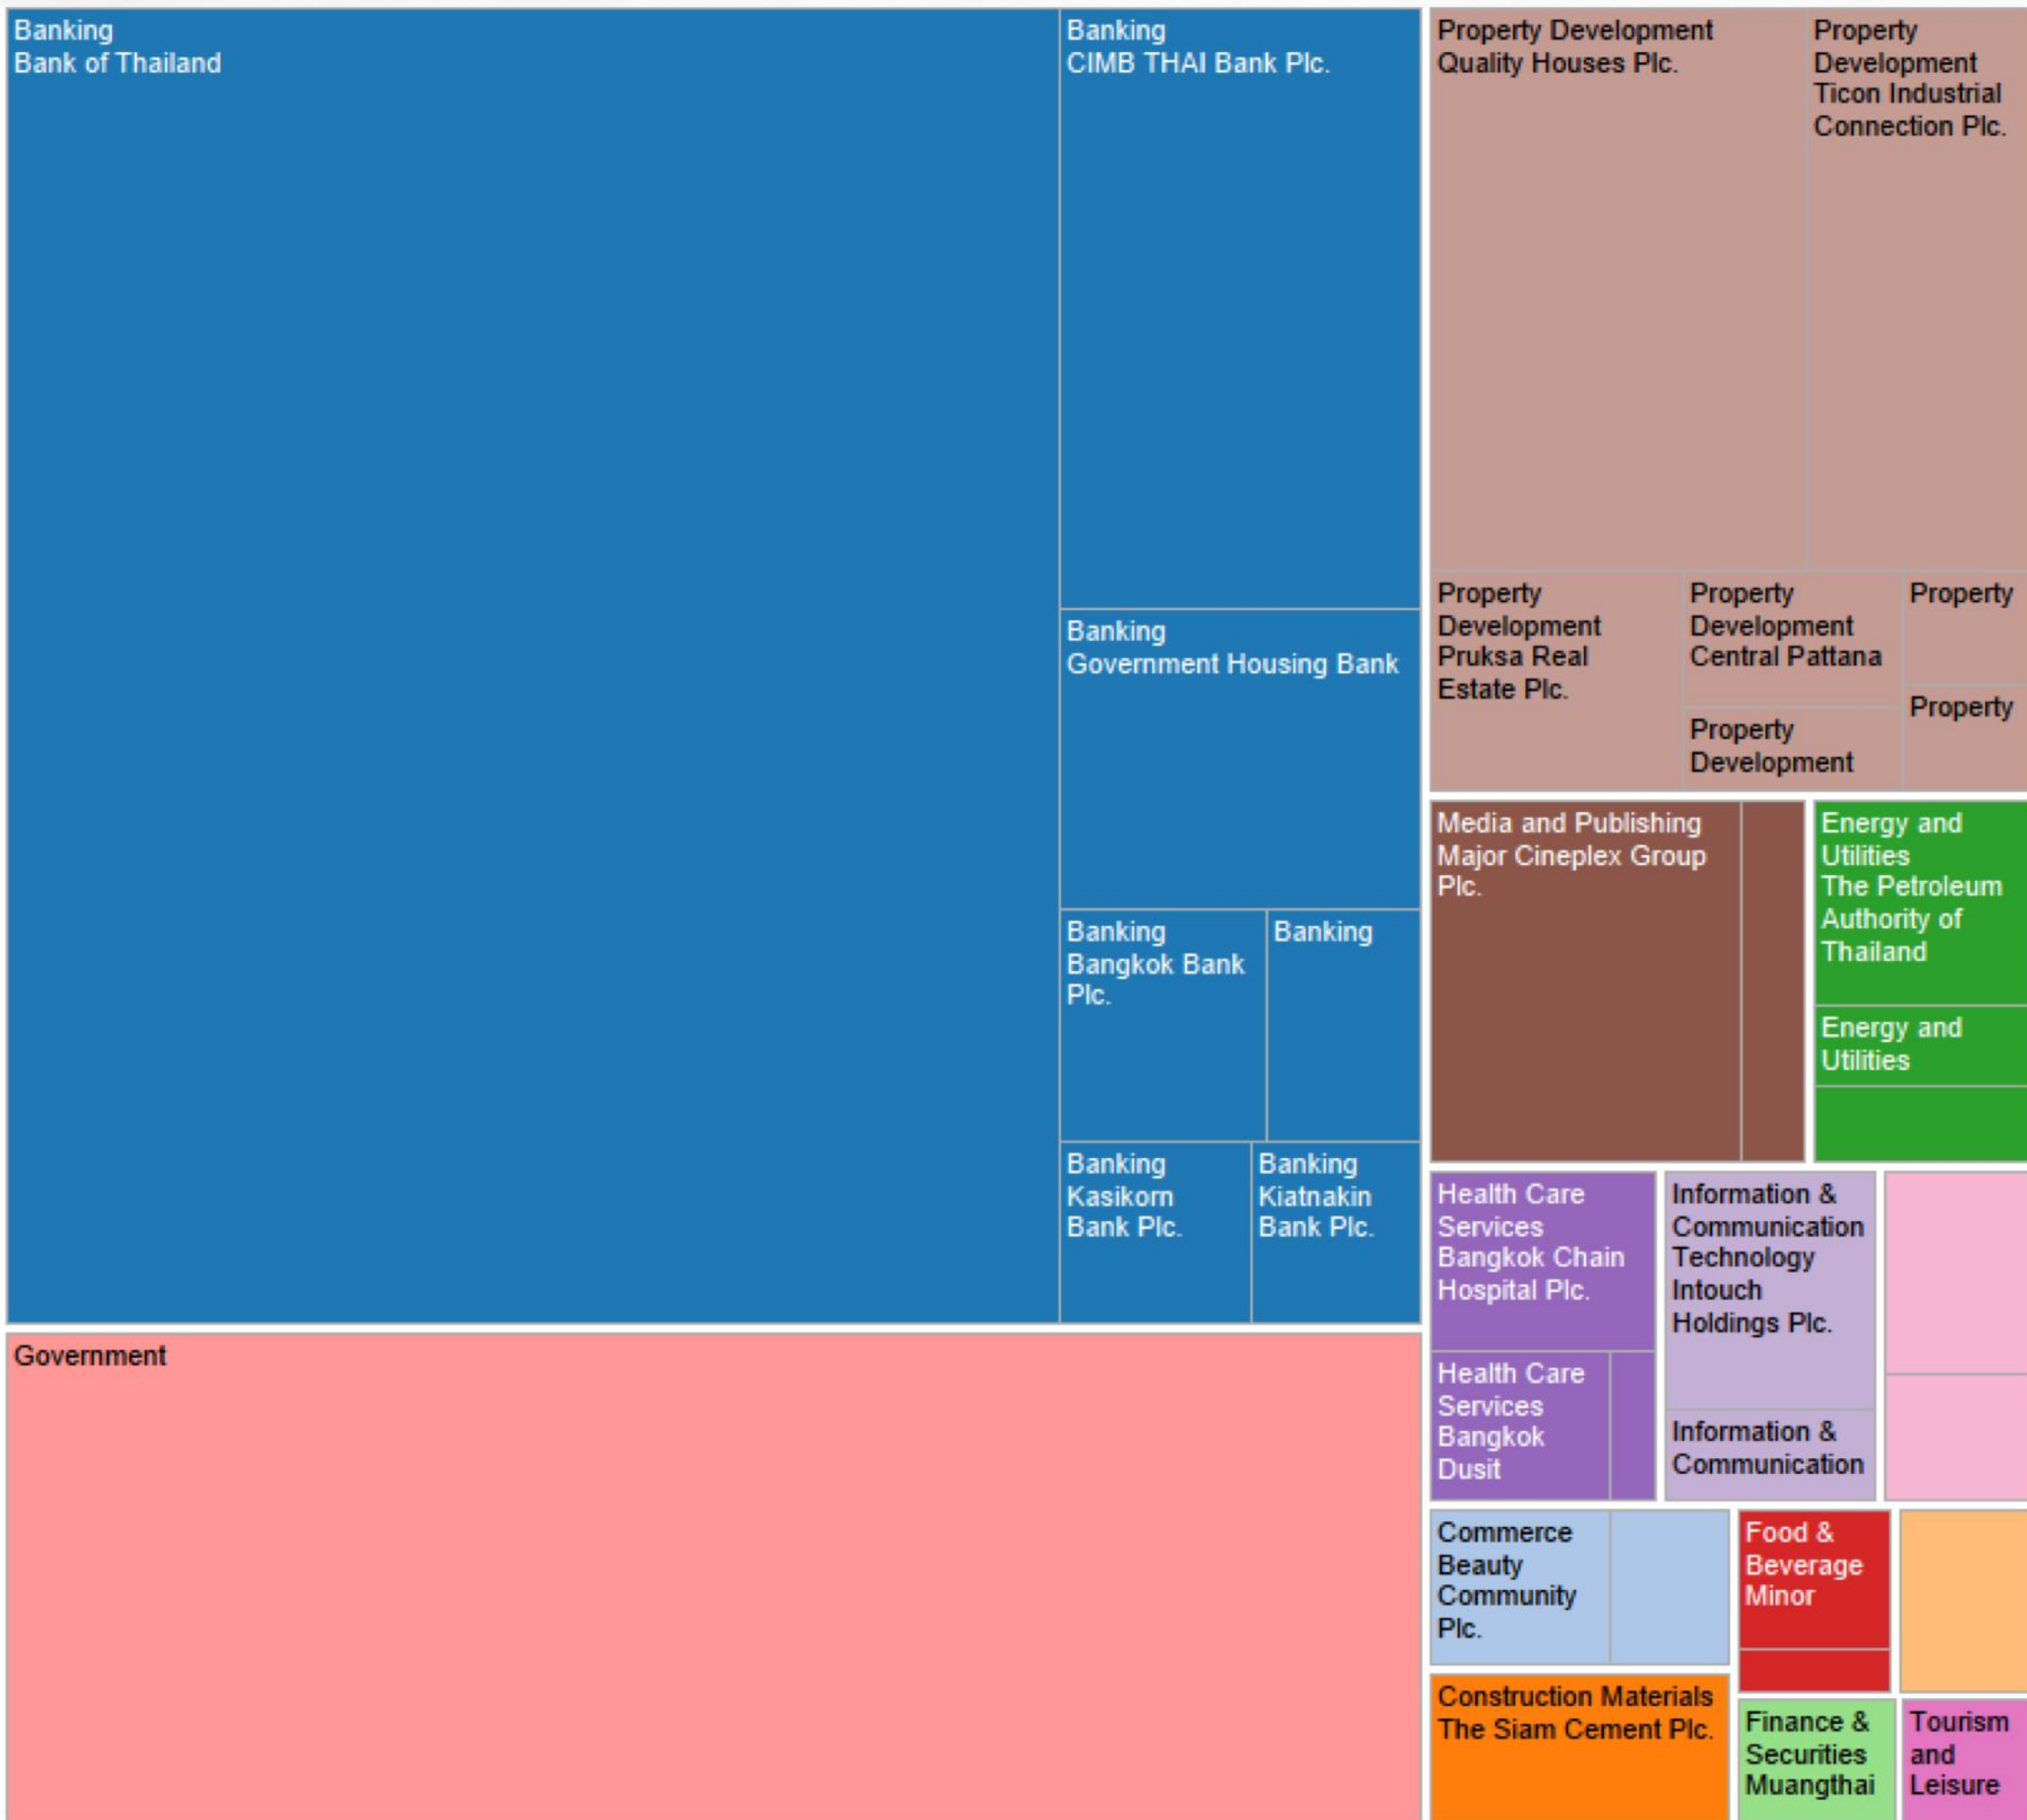 Banking
Bank of Thailand
Banking
CIMB THAI Bank Plc.
Banking
Government Housing Bank
Banking
Bangkok Bank
Plc.
Banking
Banking
Kasikorn
Bank Plc.
Banking
Kiatnakin
Bank Plc.
Government
Property Development
Quality Houses Plc.
Property
Development
Ticon Industrial
Connection Plc.
Property
Development
Pruksa Real
Estate Plc.
Property
Development
Central Pattana
Property
Development
Property
Property
Media and Publishing
Major Cineplex Group
Plc.
Energy and
Utilities
The Petroleum
Authority of
Thailand
Energy and
Utilities
Health Care
Services
Bangkok Chain
Hospital Plc.
Health Care
Services
Bangkok
Dusit
Information &
Communication
Technology
Intouch
Holdings Plc.
Information &
Communication
Commerce
Beauty
Community
Plc.
Food &
Beverage
Minor
Construction Materials
The Siam Cement Plc.
Finance &
Securities
Muangthai
Tourism
and
Leisure